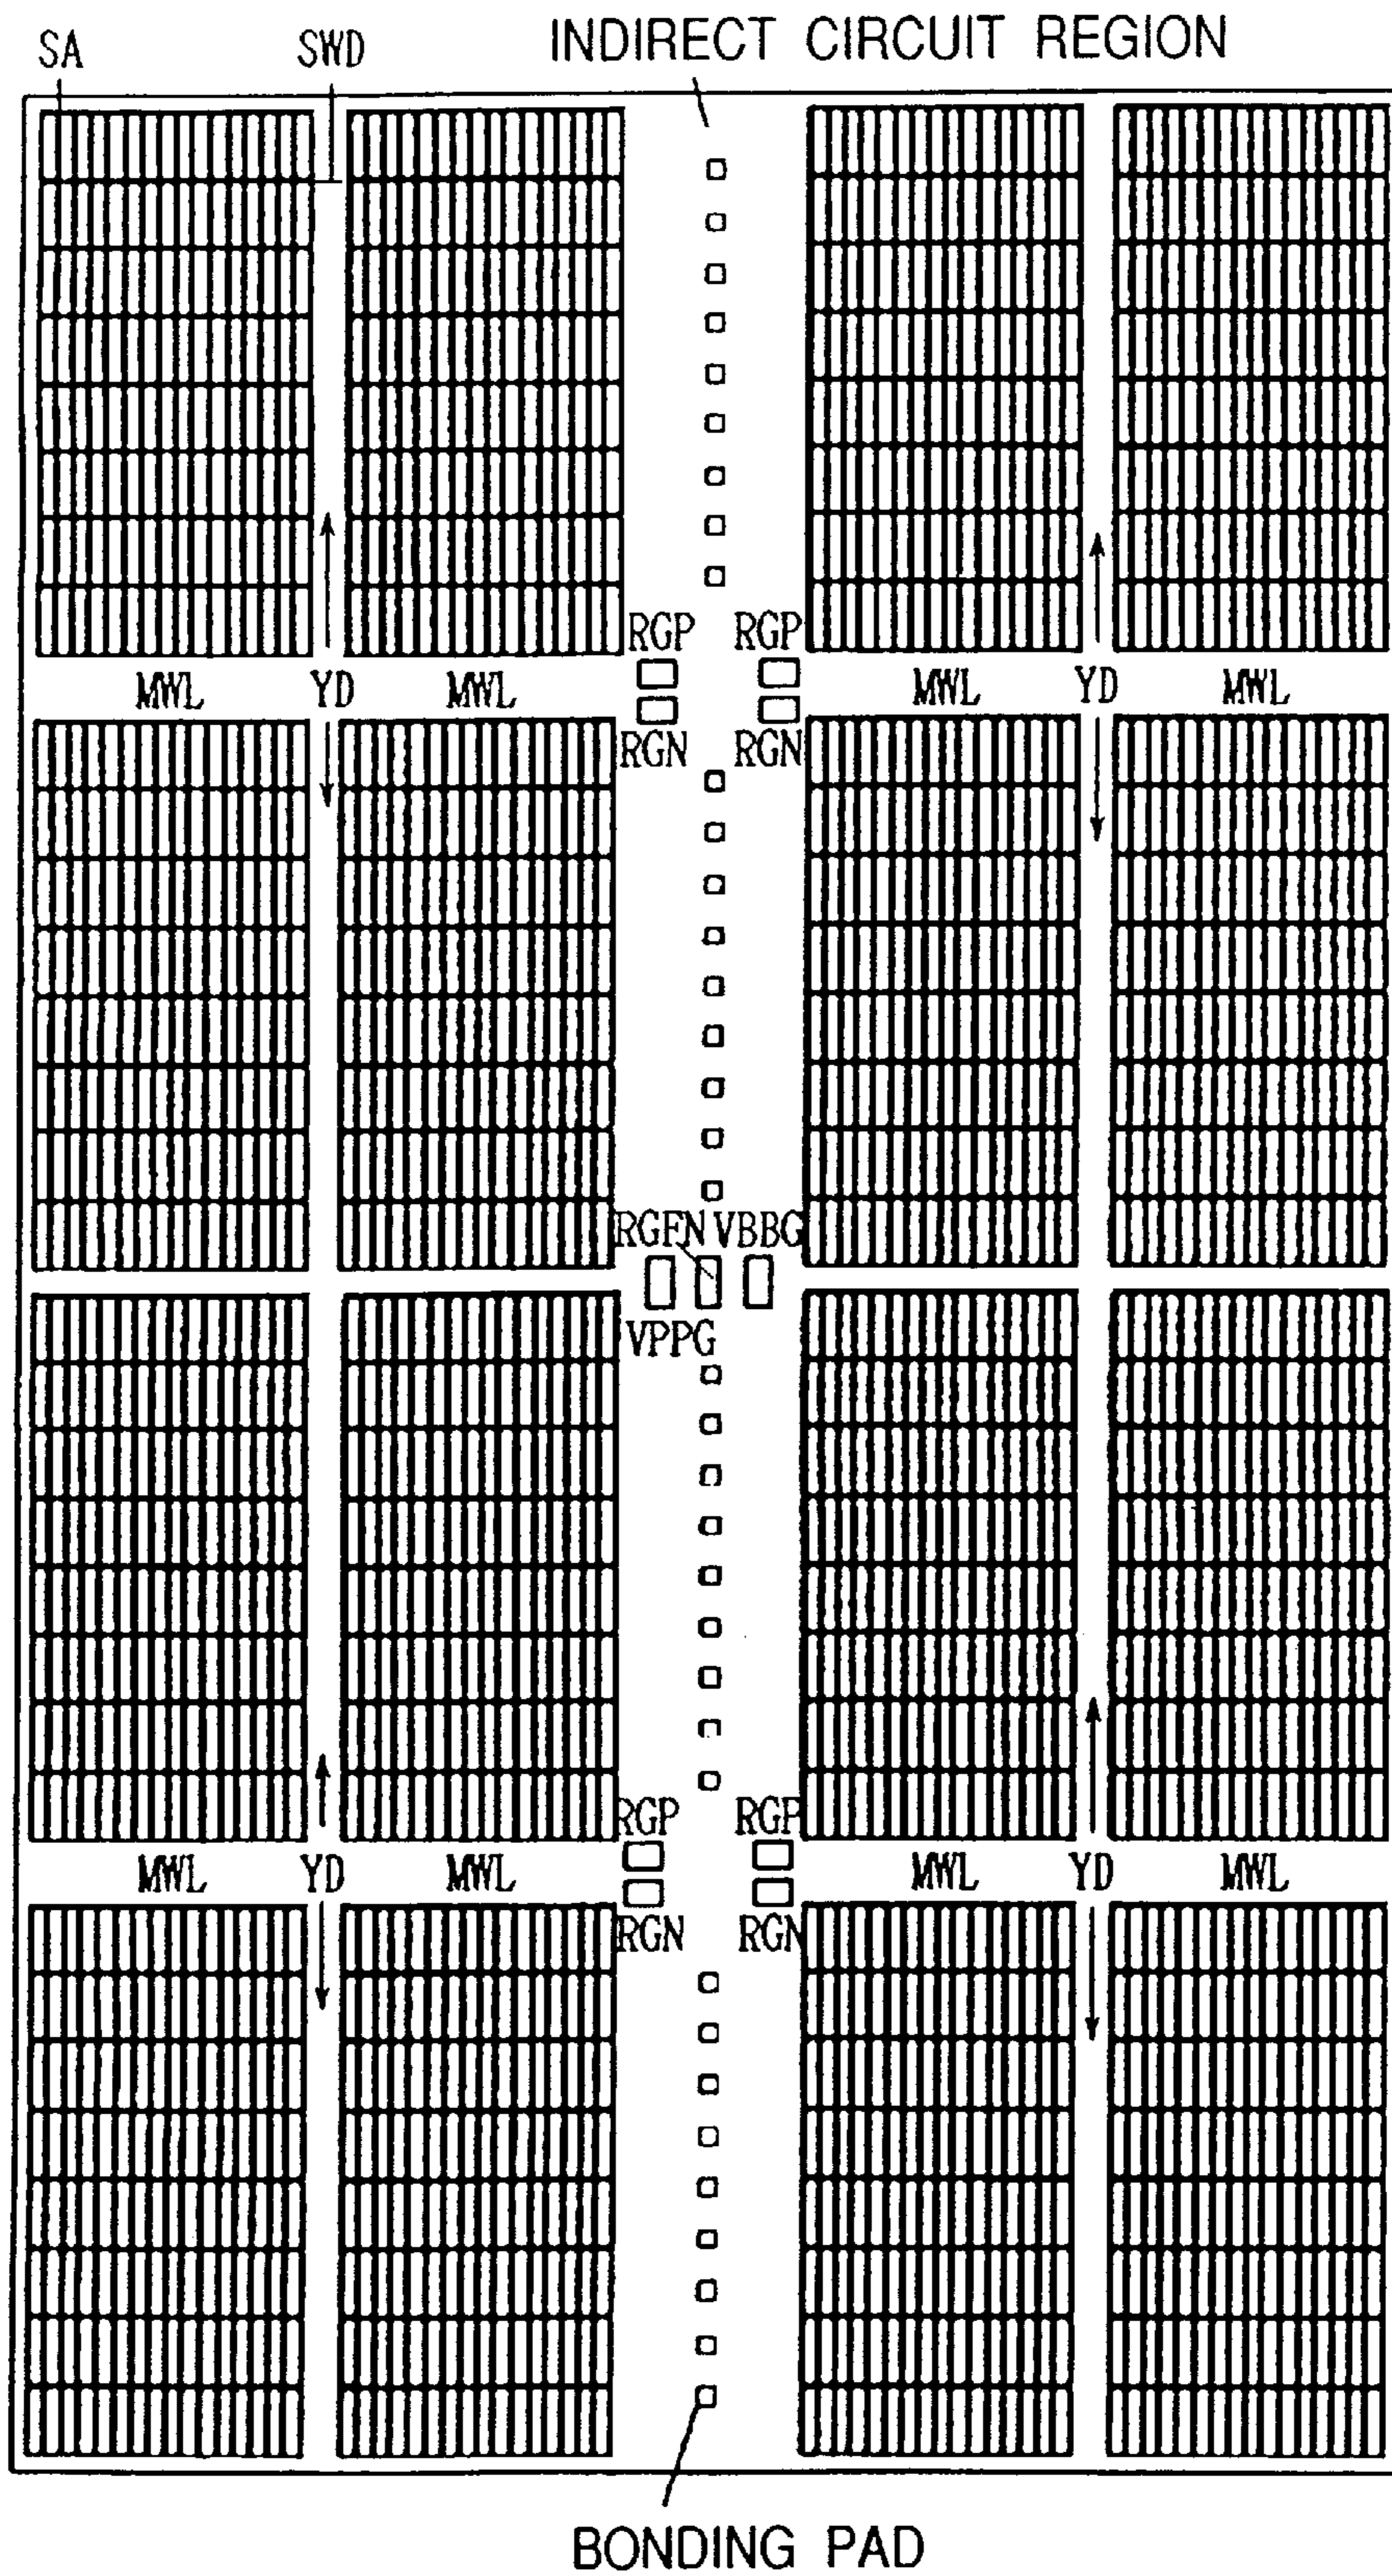 SA SWD INDIRECT CIRCUIT REGION
RGP RGP
MWL YD MWL MWL YD MWL
RGN RGN
RGFN VBBG
VPPG
RGP RGP
MWL YD MWL MWL YD MWL
RGN RGN
BONDING PAD